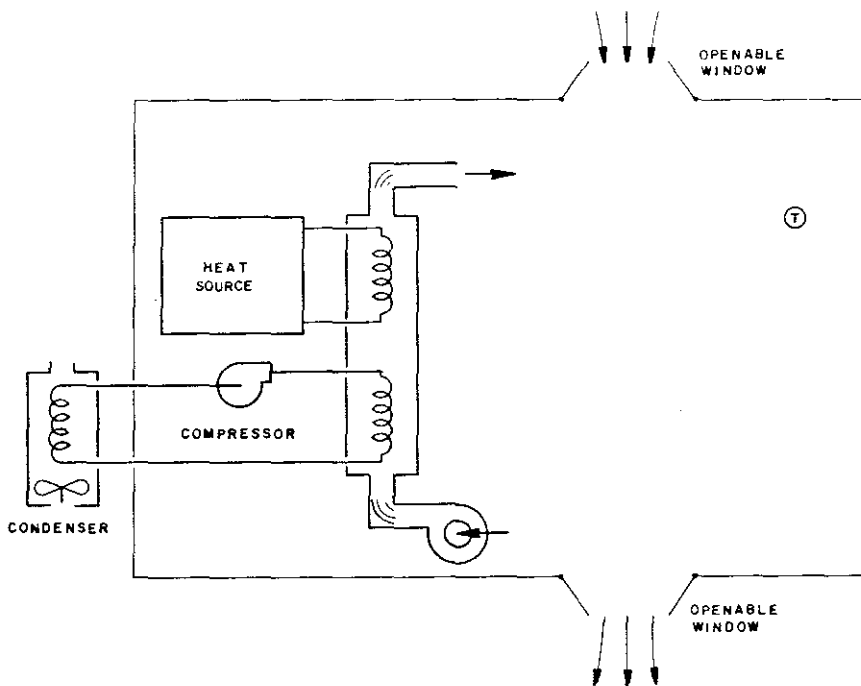 OPENABLE
WINDOW
T
HEAT
SOURCE
COMPRESSOR
CONDENSER
OPENABLE
WINDOW